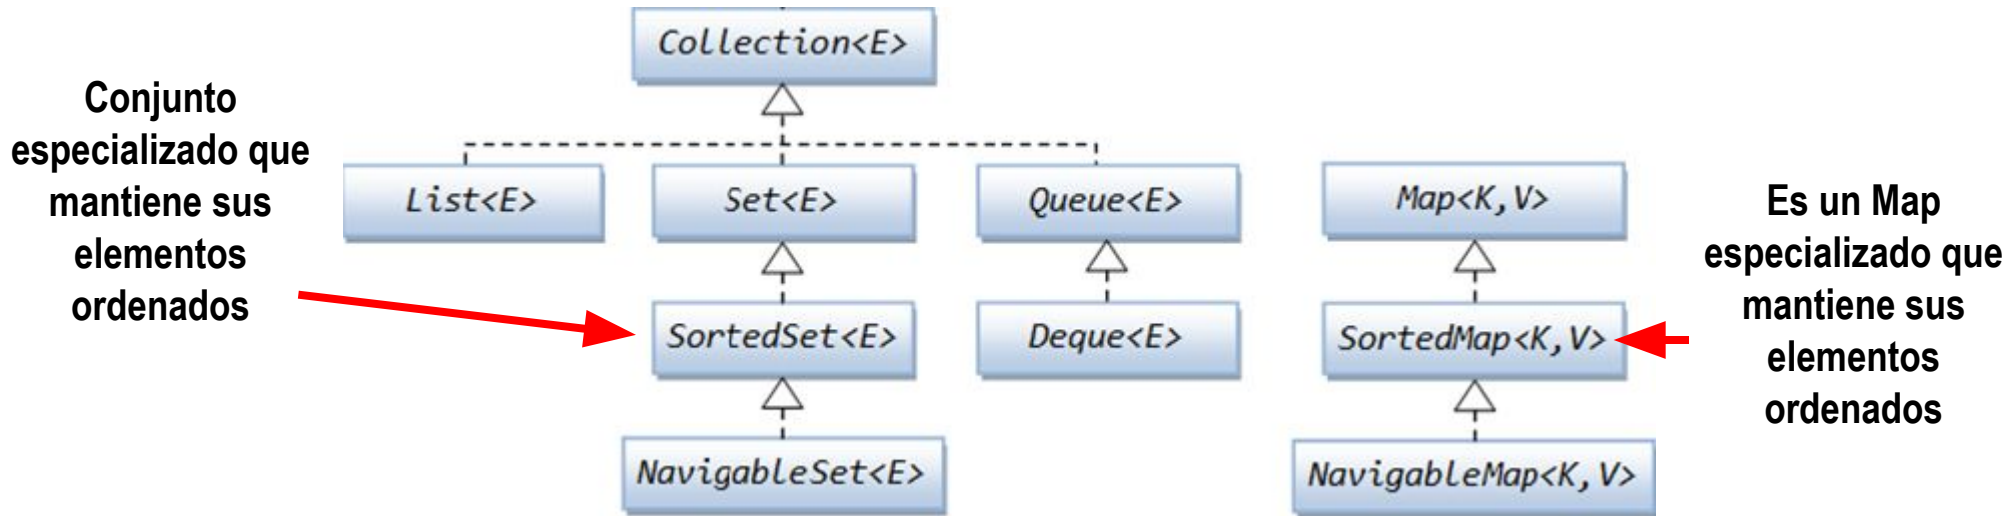 Collection<E>
Conjunto
especializado que
mantiene sus
elementos
ordenados
List<E>
Set<E>
Queue<E>
Map<K,V>
Es un Map
especializado que
mantiene sus
elementos
ordenados
SortedSet<E>
Deque<E>
SortedMap<K,V>
NavigableSet<E>
NavigableMap<K,V>